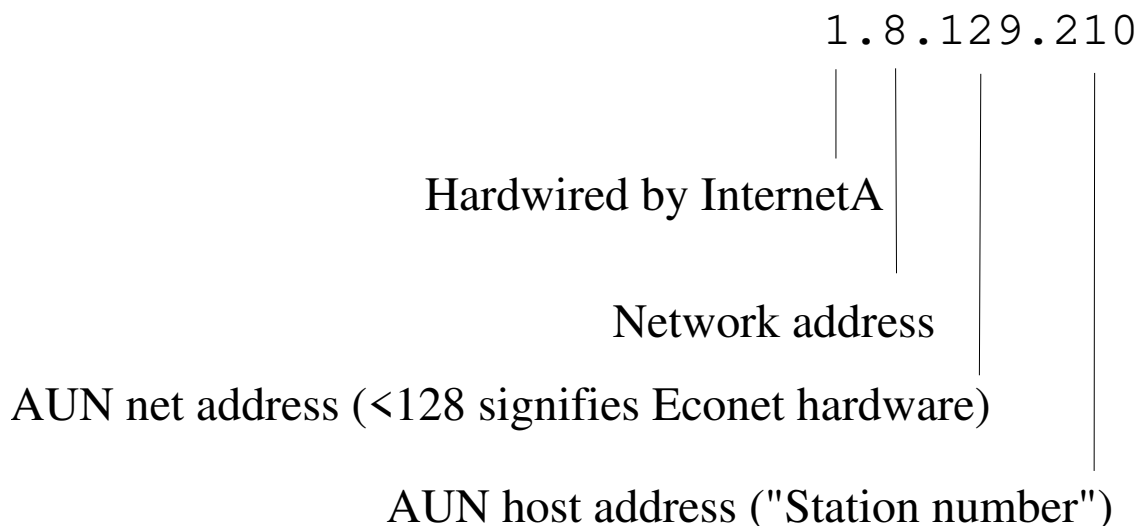 1.8.129.210
Hardwired by InternetA
Network address
AUN net address (<128 signifies Econet hardware)
AUN host address ("Station number")